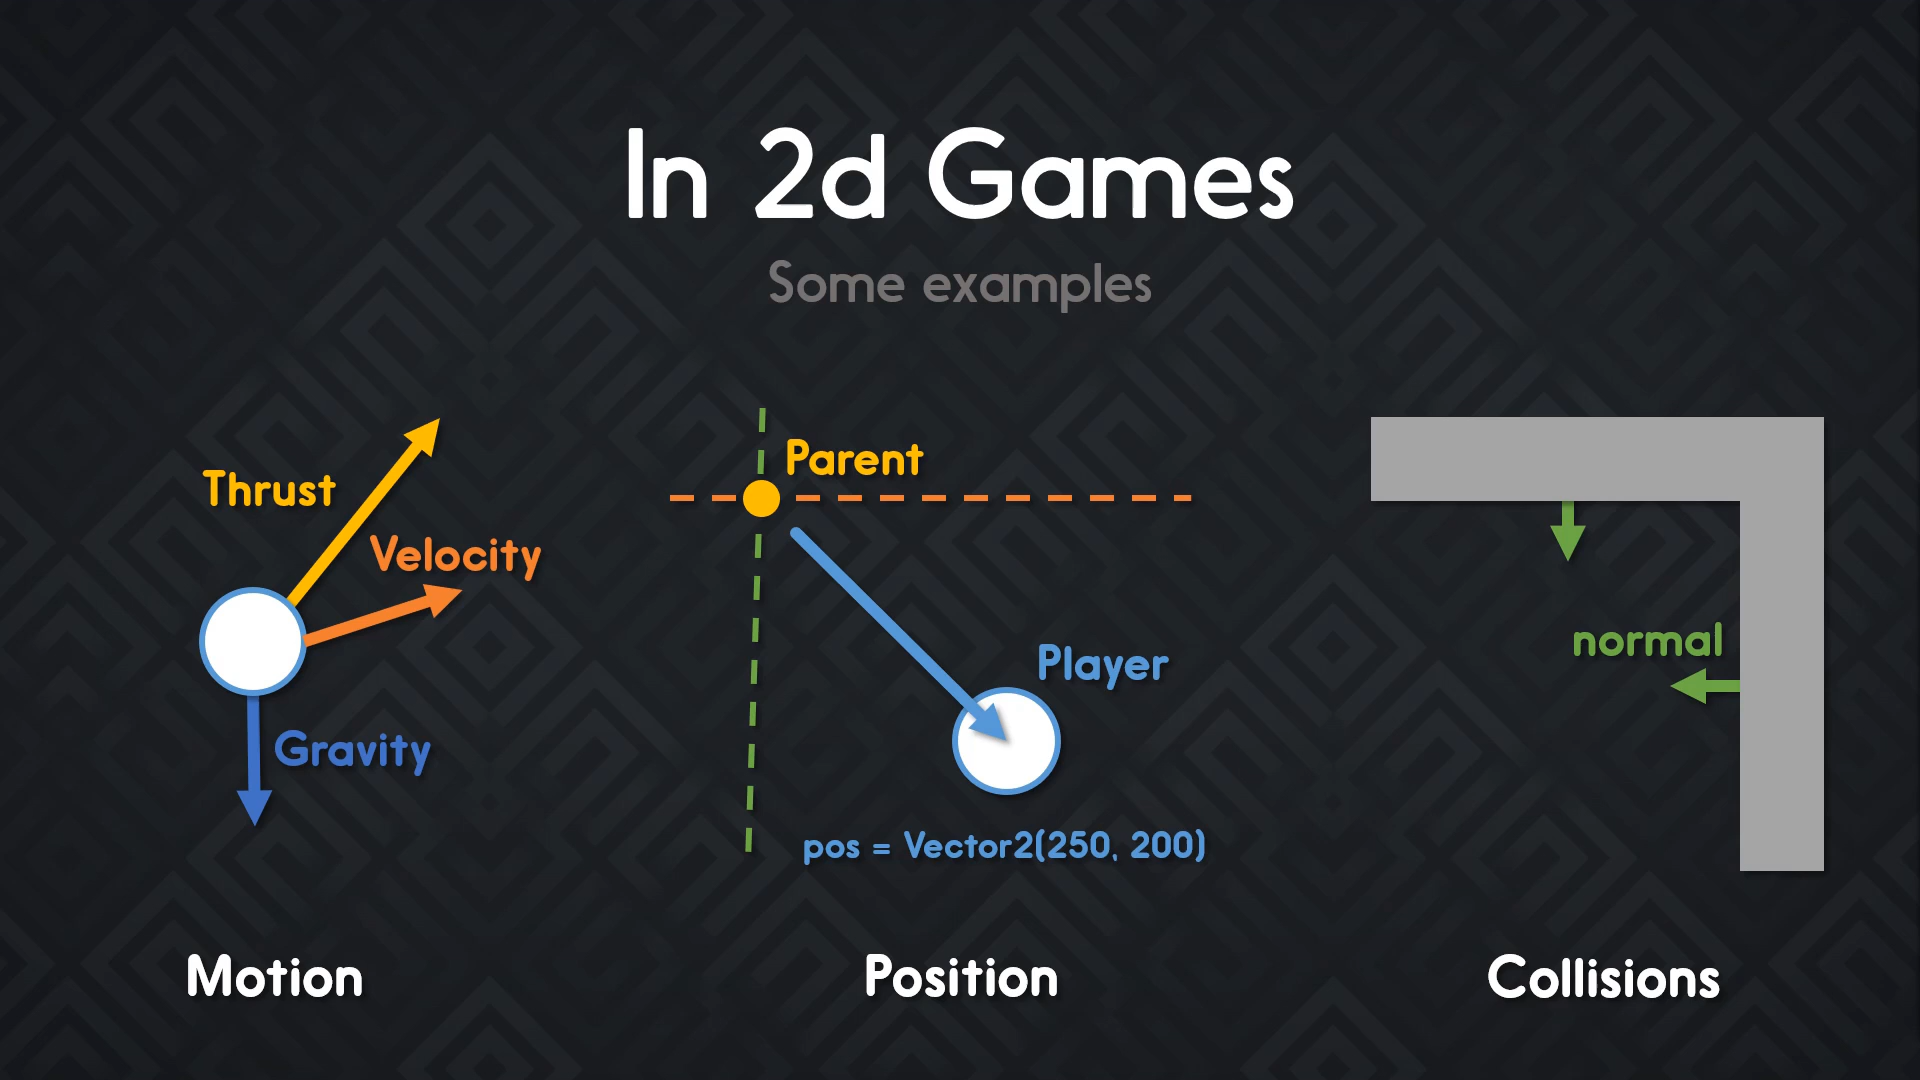 In 2d Games
Some examples
Thrust
Velocity
Gravity
Motion
Parent
Player
pos = Vector2(250, 200)
Position
normal
Collisions